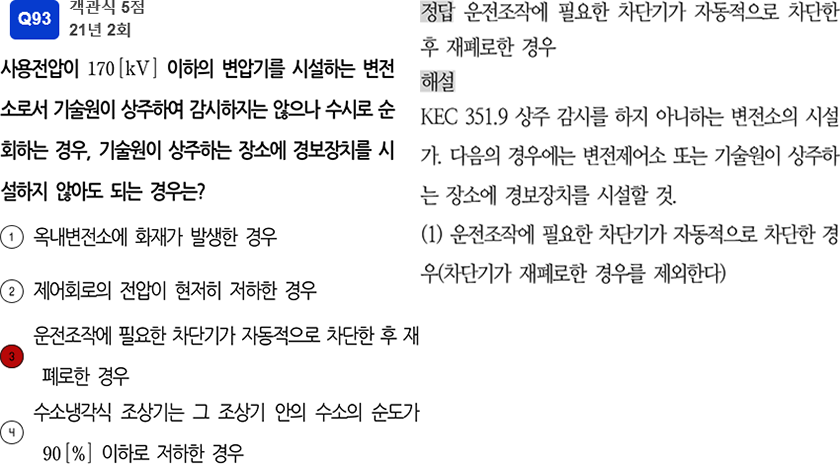 Q93
객관식 5점
21년 2회
사용전압이 170[kV] 이하의 변압기를 시설하는 변전
소로서 기술원이 상주하여 감시하지는 않으나 수시로 순
회하는 경우, 기술원이 상주하는 장소에 경보장치를 시
설하지 않아도 되는 경우는?
1 옥내변전소에 화재가 발생한 경우
2 제어회로의 전압이 현저히 저하한 경우
3 운전조작에 필요한 차단기가 자동적으로 차단한 후 재
폐로한 경우
4 수소냉각식 조상기는 그 조상기 안의 수소의 순도가
90[%] 이하로 저하한 경우
정답 운전조작에 필요한 차단기가 자동적으로 차단한
후 재폐로한 경우
해설
KEC 351.9 상주 감시를 하지 아니하는 변전소의 시설
가. 다음의 경우에는 변전제어소 또는 기술원이 상주하
는 장소에 경보장치를 시설할 것.
(1) 운전조작에 필요한 차단기가 자동적으로 차단한 경
우(차단기가 재폐로한 경우를 제외한다)